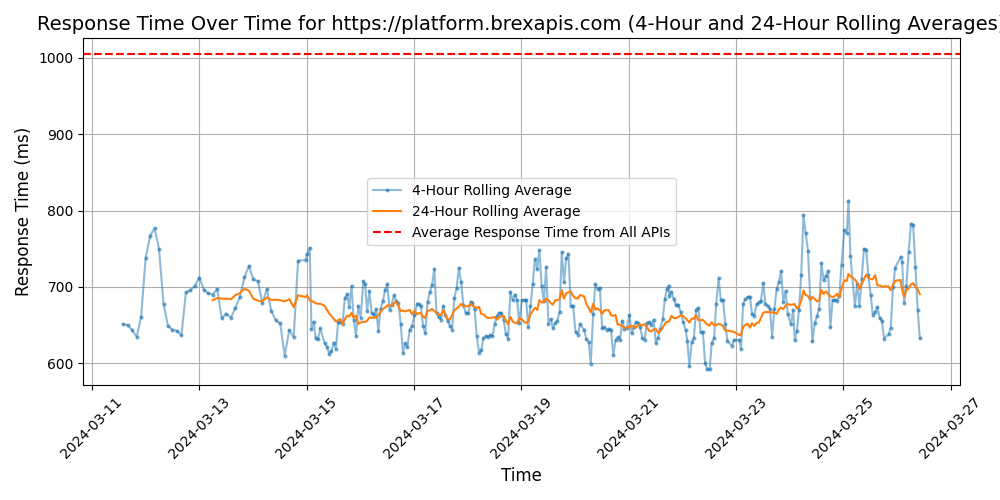 Response Time Over Time for https://platform.brexapis.com (4-Hour and 24-Hour Rolling Averages)
Response Time (ms)
1000
900
800
700
600
4-Hour Rolling Average
24-Hour Rolling Average
Average Response Time from All APIs
2024-03-11
2024-03-13
2024-03-15
2024-03-17
2024-03-19
2024-03-21
2024-03-23
2024-03-25
2024-03-27
Time